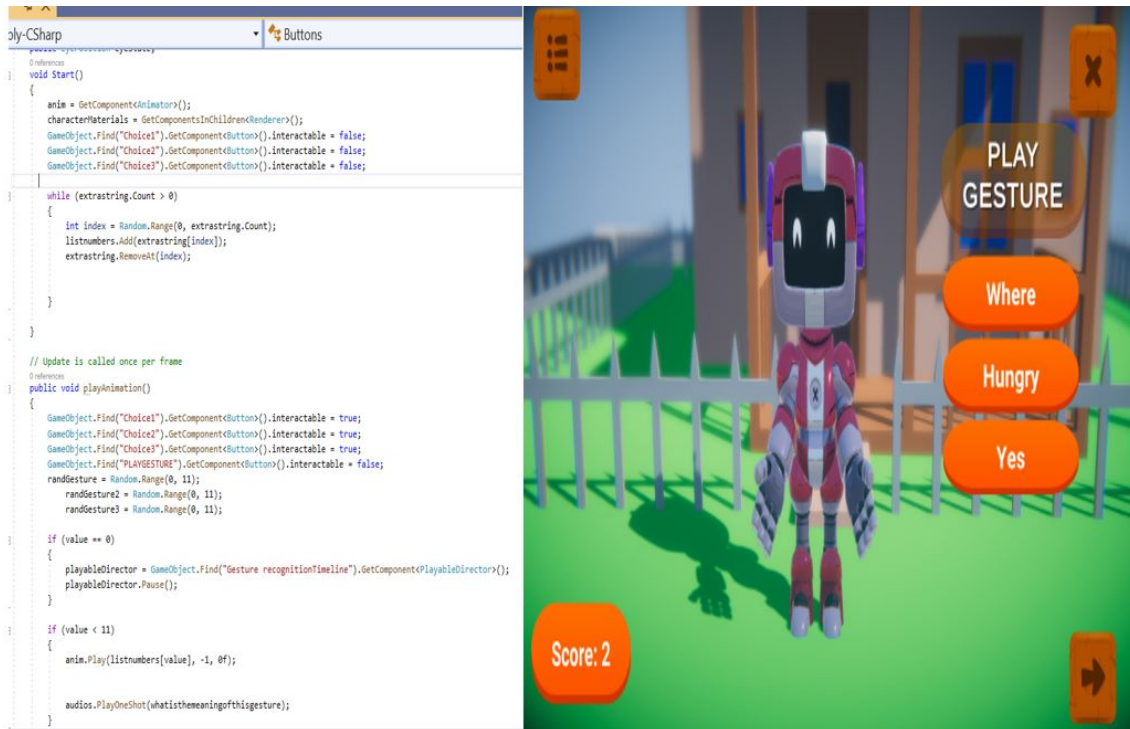 bly-CSharp
Buttons
0 references
void Start()
{
anim = GetComponent<Animator>();
characterMaterials = GetComponentsInChildren<Renderer>();
GameObject.Find("Choice1").GetComponent<Button>().interactable = false;
GameObject.Find("Choice2").GetComponent<Button>().interactable = false;
GameObject.Find("Choice3").GetComponent<Button>().interactable = false;
while (extrastring.Count > 0)
{
int index = Random.Range(0, extrastring.Count);
listnumbers.Add(extrastring[index]);
extrastring.RemoveAt(index);
}
}
// Update is called once per frame
0 references
public void playAnimation()
{
GameObject.Find("Choice1").GetComponent<Button>().interactable = true;
GameObject.Find("Choice2").GetComponent<Button>().interactable = true;
GameObject.Find("Choice3").GetComponent<Button>().interactable = true;
GameObject.Find("PLAYGESTURE").GetComponent<Button>().interactable = false;
randGesture = Random.Range(0, 11);
randGesture2 = Random.Range(0, 11);
randGesture3 = Random.Range(0, 11);
if (value == 0)
{
playableDirector = GameObject.Find("Gesture recognitionTimeline").GetComponent<PlayableDirector>();
playableDirector.Pause();
}
if (value < 11)
{
anim.Play(listnumbers[value], -1, 0f);
audios.PlayOneShot(whatisthemeaningofthisgesture);
}
PLAY
GESTURE
Where
Hungry
Yes
Score: 2